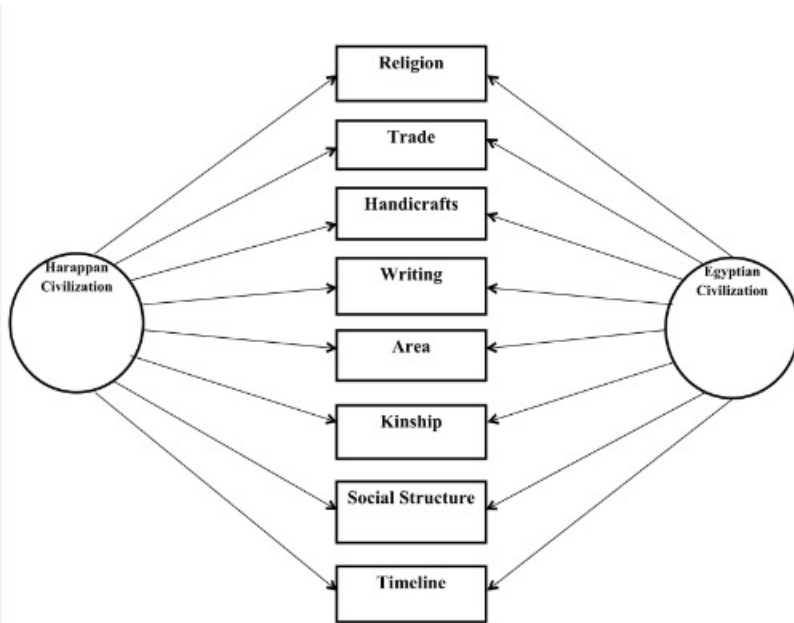 Religion
Trade
Handicrafts
Harappan
Civilization
Writing
Egyptian
Civilization
Area
Kinship
Social Structure
Timeline